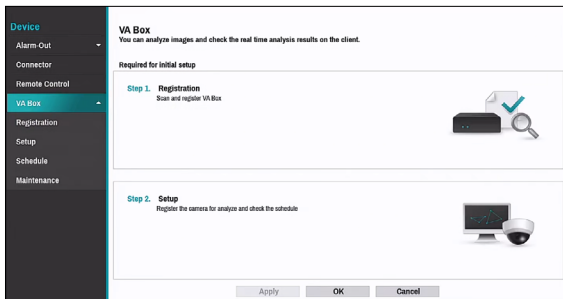 Device
Alarm-Out
Connector
Remote Control
VA Box
Registration
Setup
Schedule
Maintenance
VA Box
You can analyze images and check the real time analysis results on the client.
Required for initial setup
Step 1. Registration
Scan and register VA Box
Step 2. Setup
Register the camera for analyze and check the schedule
Apply OK Cancel